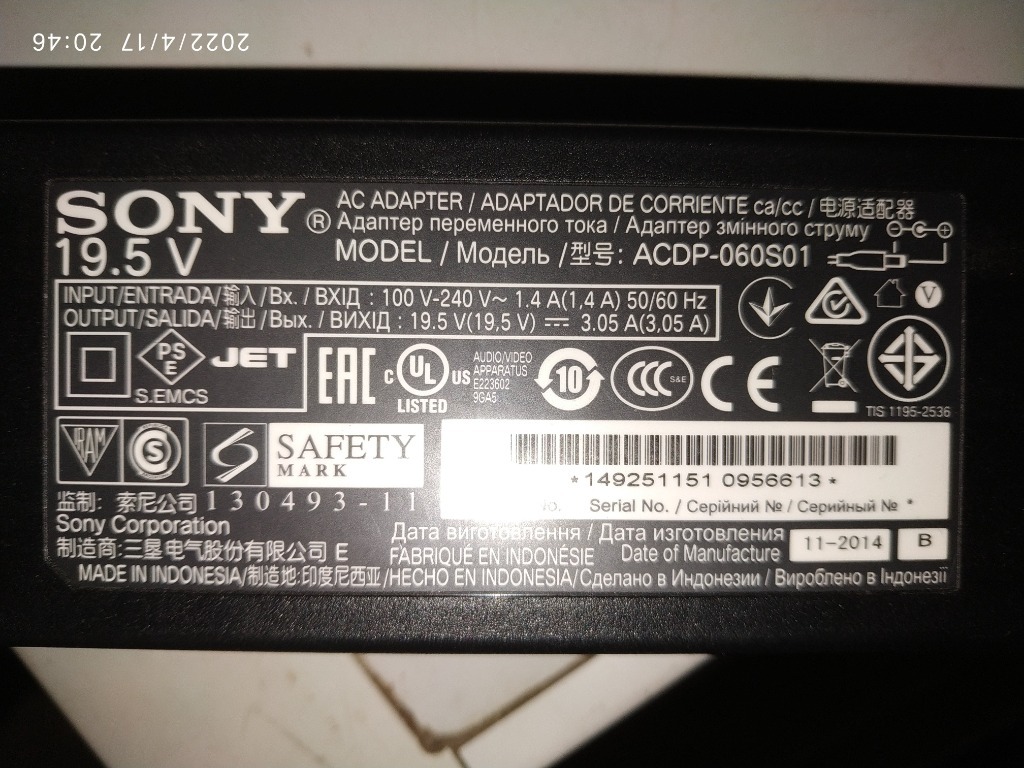 2022/4/17 20:46
SONY®
19.5 V
AC ADAPTER / ADAPTADOR DE CORRIENTE ca/cc / 电源适配器
Адаптер переменного тока / Адаптер змінного струму
MODEL / Модель /型号: ACDP-060S01
INPUT/ENTRADA/输入/Вх. / ВХІД : 100 V-240 V~ 1.4 A(1,4 A) 50/60 Hz
OUTPUT/SALIDA/输出/Вых. / ВИХІД : 19.5 V(19,5 V) ⎓ 3.05 A(3,05 A)
V
PS
E
JET
S.EMCS
EAC
c UL US
LISTED
AUDIO/VIDEO
APPARATUS
E223602
9GA5
10
CCC S&E
CE
TIS 1195-2536
IRAM
S
SAFETY
MARK
130493-11
*149251151 0956613*
No. Serial No. / Серійний № / Серийный № *
监制: 索尼公司
Sony Corporation
制造商:三垦电气股份有限公司 E
Дата виготовлення / Дата изготовления
FABRIQUÉ EN INDONÉSIE Date of Manufacture
11-2014 B
MADE IN INDONESIA/制造地:印度尼西亚/HECHO EN INDONESIA/Сделано в Индонезии / Вироблено в Індонезії